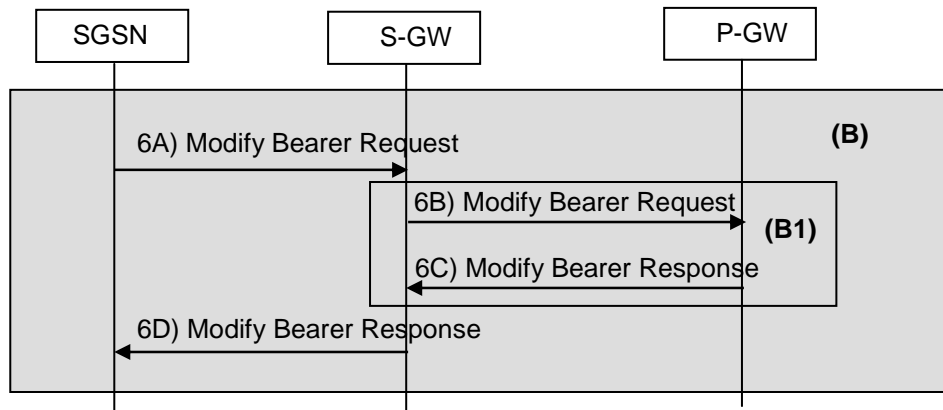 SGSN
S-GW
P-GW
(B)
6A) Modify Bearer Request
6B) Modify Bearer Request
(B1)
6C) Modify Bearer Response
6D) Modify Bearer Response